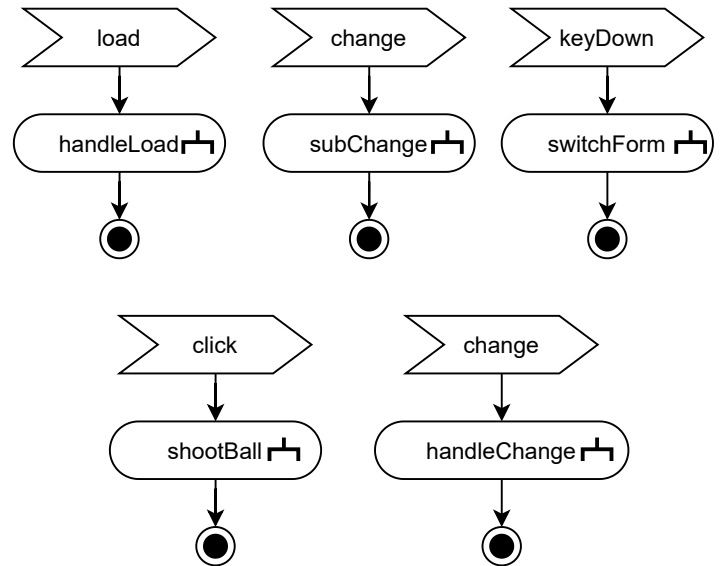 load
change
keyDown
handleLoad
subChange
switchForm
click
change
shootBall
handleChange